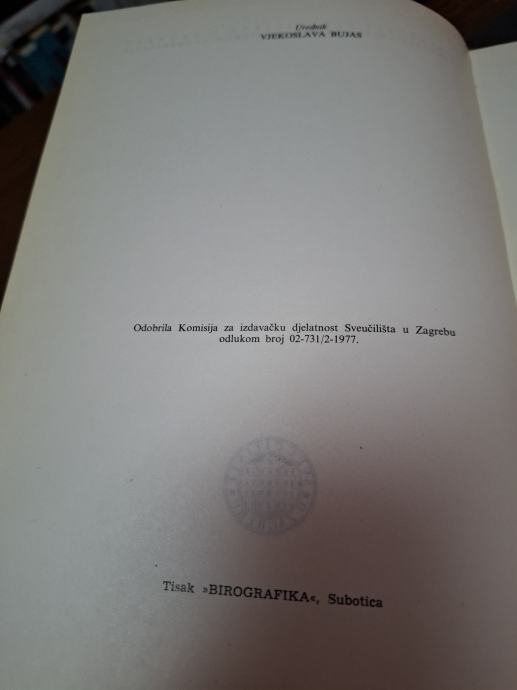 Urednik
VJEKOSLAVA BUJAS
Odobrila Komisija za izdavačku djelatnost Sveučilišta u Zagrebu
odlukom broj 02-731/2-1977.
Tisak »BIROGRAFIKA«, Subotica